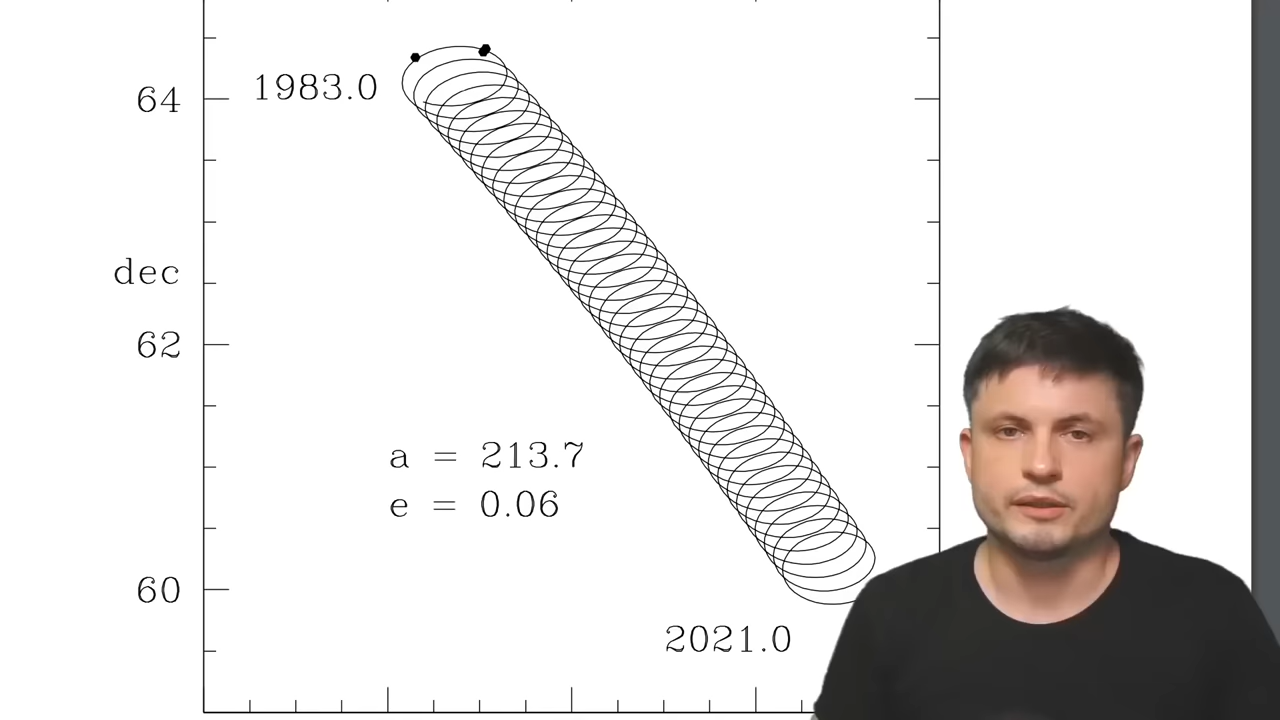 1983.0
64
dec
62
a = 213.7
e = 0.06
60
2021.0